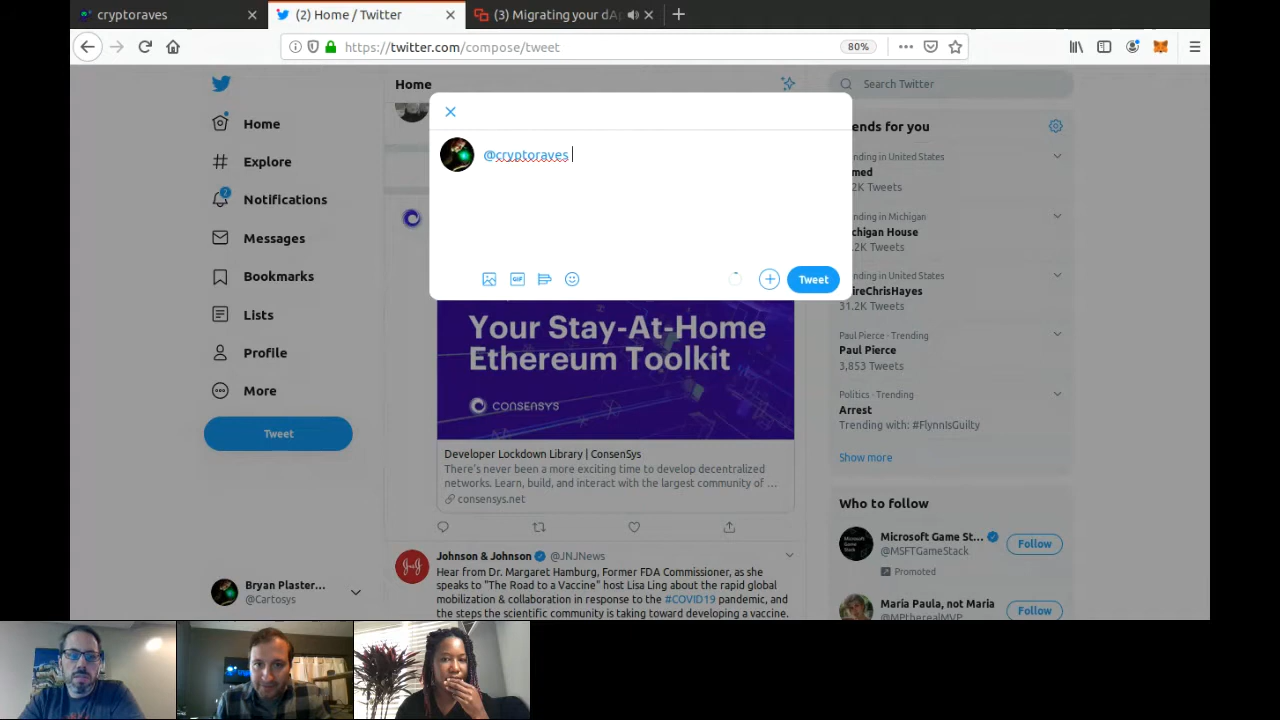 cryptoraves
(2) Home / Twitter
(3) Migrating your dA
https://twitter.com/compose/tweet
80%
Home
Explore
Notifications
2
Messages
Bookmarks
Lists
Profile
More
Tweet
Bryan Plaster...
@Cartosys
Home
@cryptoraves
GIF
Tweet
Your Stay-At-Home
Ethereum Toolkit
CONSENSYS
Developer Lockdown Library | ConsenSys
There's never been a more exciting time to develop decentralized
networks. Learn, build, and interact with the largest community of ...
consensys.net
Johnson & Johnson @JNJNews
Hear from Dr. Margaret Hamburg, Former FDA Commissioner, as she
speaks to "The Road to a Vaccine" host Lisa Ling about the rapid global
mobilization & collaboration in response to the #COVID19 pandemic, and
the steps the scientific community is taking toward developing a vaccine.
Search Twitter
ends for you
nding in United States
med
2K Tweets
nding in Michigan
chigan House
.2K Tweets
nding in United States
ireChrisHayes
31.2K Tweets
Paul Pierce · Trending
Paul Pierce
3,853 Tweets
Politics · Trending
Arrest
Trending with: #FlynnIsGuilty
Show more
Who to follow
Microsoft Game St...
@MSFTGameStack
Promoted
Follow
Maria Paula, not Maria
@MPtherealMVP
Follow